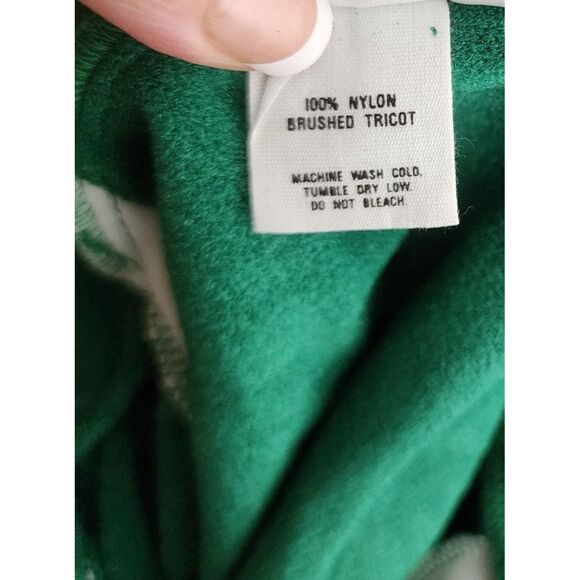 100% NYLON
BRUSHED TRICOT
MACHINE WASH COLD.
TUMBLE DRY LOW.
DO NOT BLEACH.